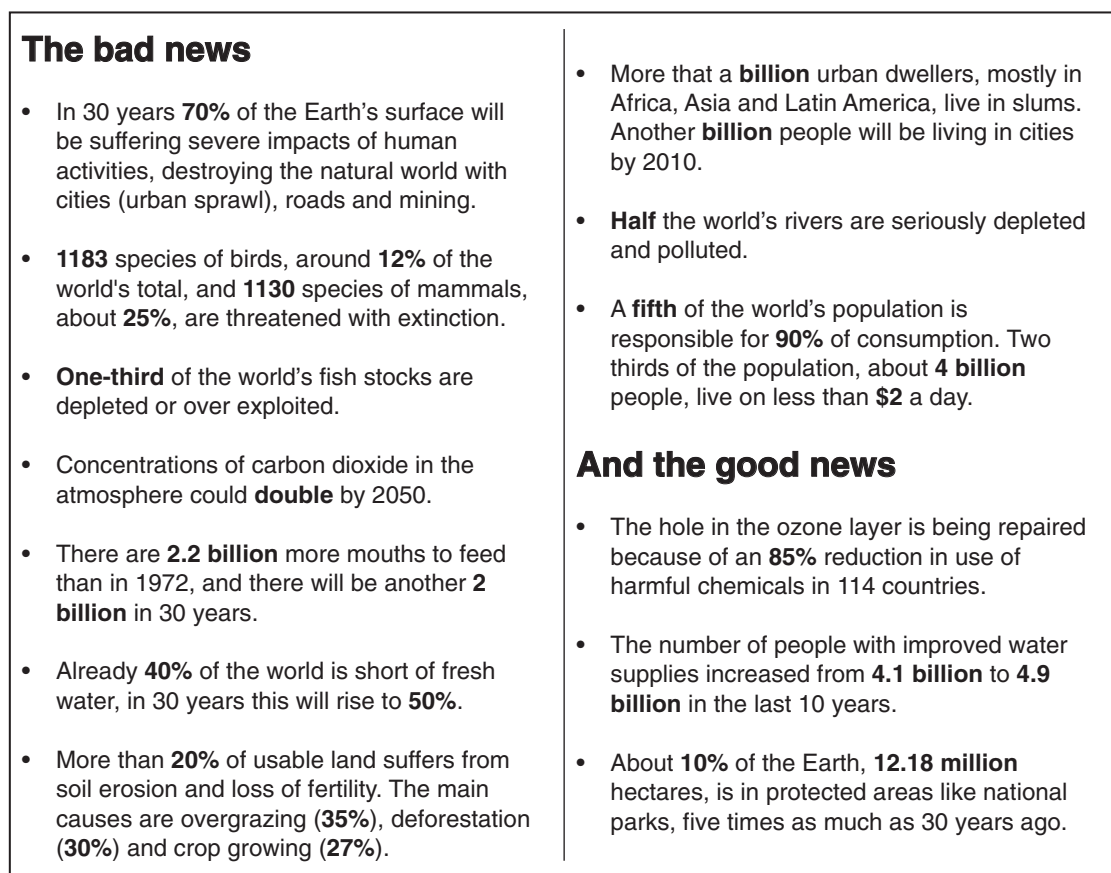 The bad news
• In 30 years 70% of the Earth’s surface will
be suffering severe impacts of human
activities, destroying the natural world with
cities (urban sprawl), roads and mining.
• 1183 species of birds, around 12% of the
world's total, and 1130 species of mammals,
about 25%, are threatened with extinction.
• One-third of the world’s fish stocks are
depleted or over exploited.
• Concentrations of carbon dioxide in the
atmosphere could double by 2050.
• There are 2.2 billion more mouths to feed
than in 1972, and there will be another 2
billion in 30 years.
• Already 40% of the world is short of fresh
water, in 30 years this will rise to 50%.
• More than 20% of usable land suffers from
soil erosion and loss of fertility. The main
causes are overgrazing (35%), deforestation
(30%) and crop growing (27%).
• More that a billion urban dwellers, mostly in
Africa, Asia and Latin America, live in slums.
Another billion people will be living in cities
by 2010.
• Half the world’s rivers are seriously depleted
and polluted.
• A fifth of the world’s population is
responsible for 90% of consumption. Two
thirds of the population, about 4 billion
people, live on less than $2 a day.
And the good news
• The hole in the ozone layer is being repaired
because of an 85% reduction in use of
harmful chemicals in 114 countries.
• The number of people with improved water
supplies increased from 4.1 billion to 4.9
billion in the last 10 years.
• About 10% of the Earth, 12.18 million
hectares, is in protected areas like national
parks, five times as much as 30 years ago.